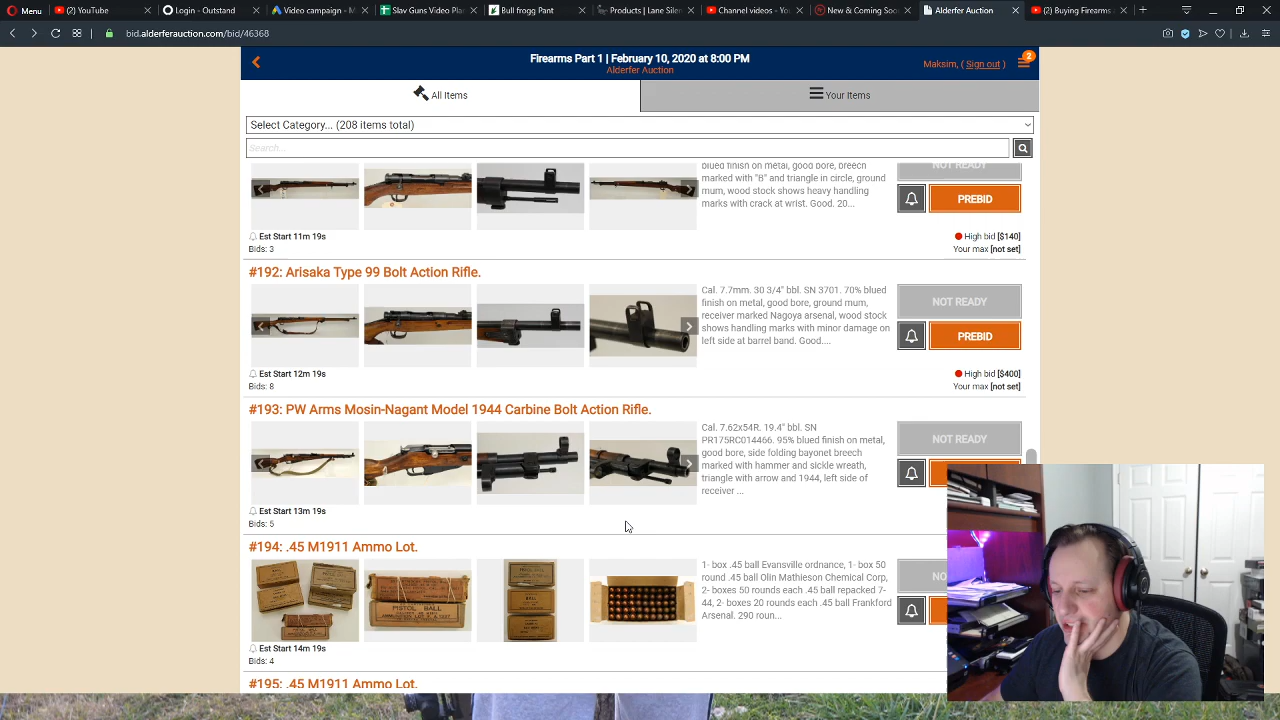 Menu
YouTube
Login - Outstand
Video campaign - M
Slav Guns Video Plan
Bull frogg Pant
Products | Lane Silen
Channel videos - Yo
New & Coming Soo
Alderfer Auction
(2) Buying Firearms
bid.alderferauction.com/bid/46368
Firearms Part 1 | February 10, 2020 at 8:00 PM
Alderfer Auction
Maksim, ( Sign out )
2
All Items
Your Items
Select Category... (208 items total)
Search...
blued finish on metal, good bore, breech
marked with "B" and triangle in circle, ground
mum, wood stock shows heavy handling
marks with crack at wrist. Good. 20...
NOT READY
PREBID
Est Start 11m 19s
Bids: 3
High bid [$140]
Your max [not set]
#192: Arisaka Type 99 Bolt Action Rifle.
Cal. 7.7mm. 30 3/4" bbl. SN 3701. 70% blued
finish on metal, good bore, ground mum,
receiver marked Nagoya arsenal, wood stock
shows handling marks with minor damage on
left side at barrel band. Good....
NOT READY
PREBID
Est Start 12m 19s
Bids: 8
High bid [$400]
Your max [not set]
#193: PW Arms Mosin-Nagant Model 1944 Carbine Bolt Action Rifle.
Cal. 7.62x54R. 19.4" bbl. SN
PR175RC014466. 95% blued finish on metal,
good bore, side folding bayonet breech
marked with hammer and sickle wreath,
triangle with arrow and 1944, left side of
receiver ...
NOT READY
Est Start 13m 19s
Bids: 5
#194: .45 M1911 Ammo Lot.
1- box .45 ball Evansville ordnance, 1- box 50
round .45 ball Olin Mathieson Chemical Corp,
2- boxes 50 rounds each .45 ball repacked 7-
44, 2- boxes 20 rounds each .45 ball Frankford
Arsenal. 290 roun...
NO
PISTOL BALL
Est Start 14m 19s
Bids: 4
#195: .45 M1911 Ammo Lot.